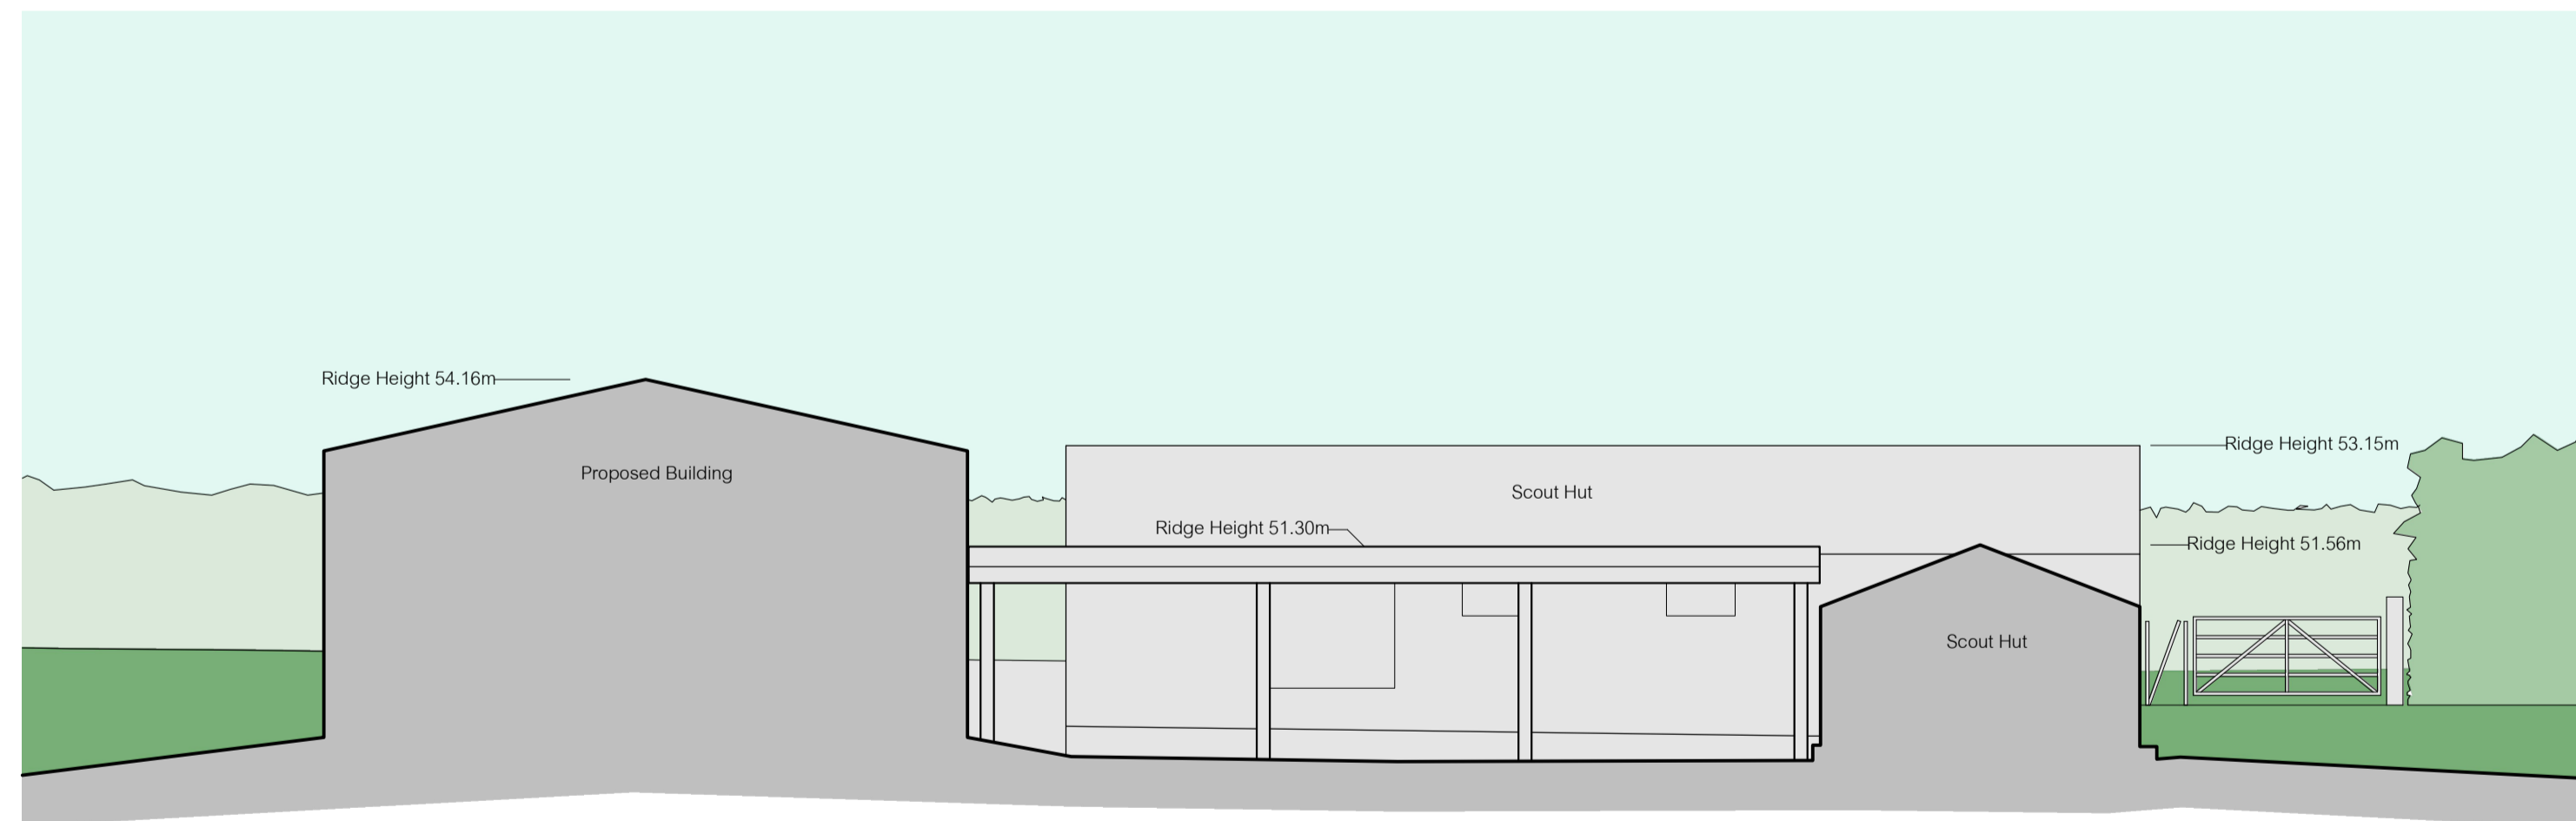 Ridge Height 54.16m
Proposed Building
Ridge Height 53.15m
Scout Hut
Ridge Height 51.30m
Ridge Height 51.56m
Scout Hut